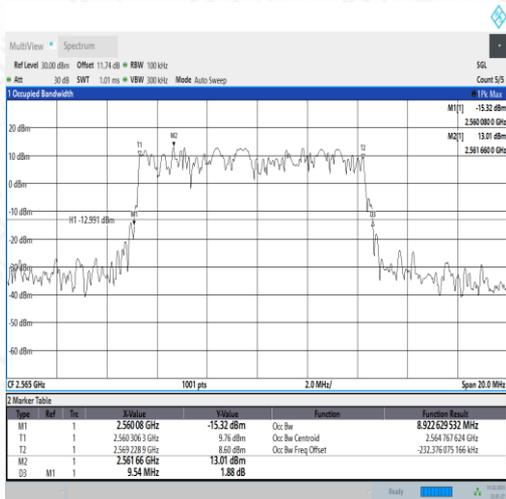 MultiView Spectrum
Ref Level 30.00 dBm Offset 11.74 dB RBW 100 kHz SGL
Att 30 dB SWT 1.01 ms VBW 300 kHz Mode Auto Sweep Count 5/5
1 Occupied Bandwidth 1Pk Max
M1[1] -15.32 dBm
2.560 080 0 GHz
M2[1] 13.01 dBm
2.561 660 0 GHz
20 dBm
T1 M2 T2
10 dBm
0 dBm
-10 dBm
H1 -12.991 dBm M1 D3
-20 dBm
-30 dBm
-40 dBm
-50 dBm
-60 dBm
CF 2.565 GHz 1001 pts 2.0 MHz/ Span 20.0 MHz
2 Marker Table
Type Ref Trc X-Value Y-Value Function Function Result
M1 1 2.560 08 GHz -15.32 dBm Occ Bw 8.922 629 532 MHz
T1 1 2.560 306 3 GHz 9.76 dBm Occ Bw Centroid 2.564 767 624 GHz
T2 1 2.569 228 9 GHz 8.60 dBm Occ Bw Freq Offset -232.376 075 166 kHz
M2 1 2.561 66 GHz 13.01 dBm
D3 M1 1 9.54 MHz 1.88 dB
Ready